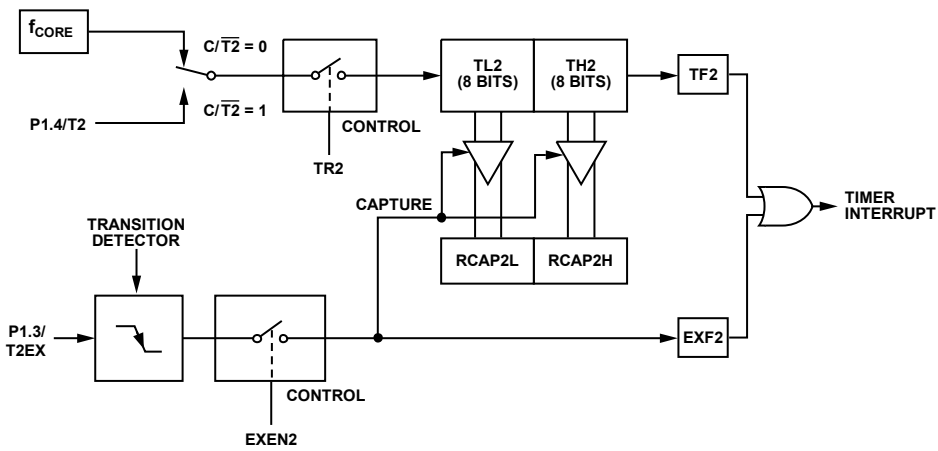 fCORE
C/T2 = 0
C/T2 = 1
P1.4/T2
CONTROL
TR2
TL2
(8 BITS)
TH2
(8 BITS)
TF2
CAPTURE
TIMER
INTERRUPT
TRANSITION
DETECTOR
RCAP2L
RCAP2H
P1.3/
T2EX
EXF2
CONTROL
EXEN2